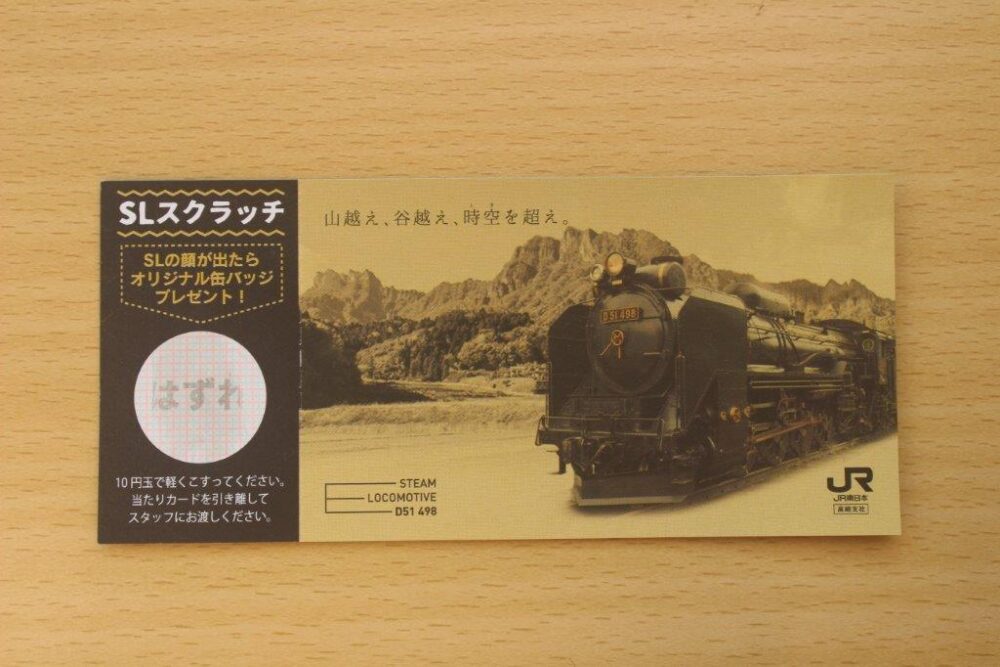 SLスクラッチ
SLの顔が出たら
オリジナル缶バッジ
プレゼント!
はずれ
10円玉で軽くこすってください。
当たりカードを引き離して
スタッフにお渡しください。
山越え、谷越え、時空を超え。
D51 498
STEAM
LOCOMOTIVE
D51 498
JR
JR東日本
高崎支社